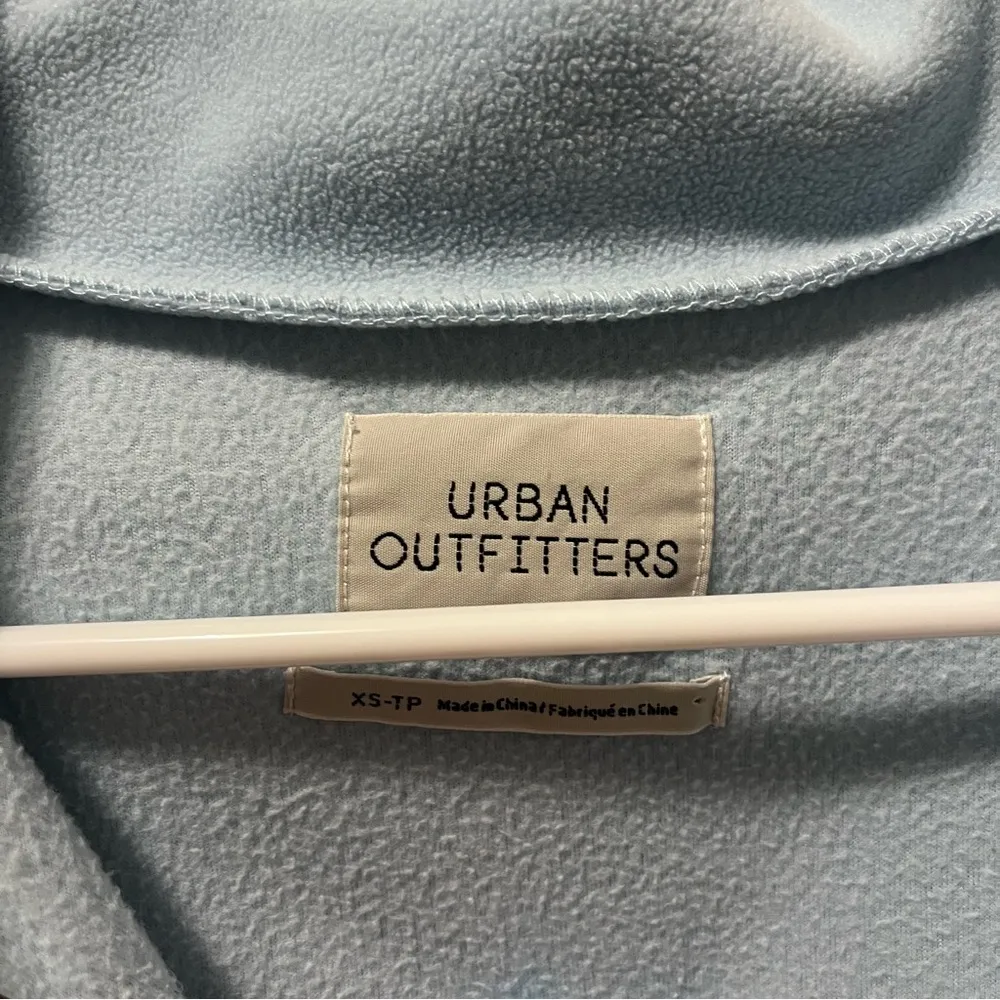 URBAN
OUTFITTERS
XS-TP Made in China / Fabriqué en Chine